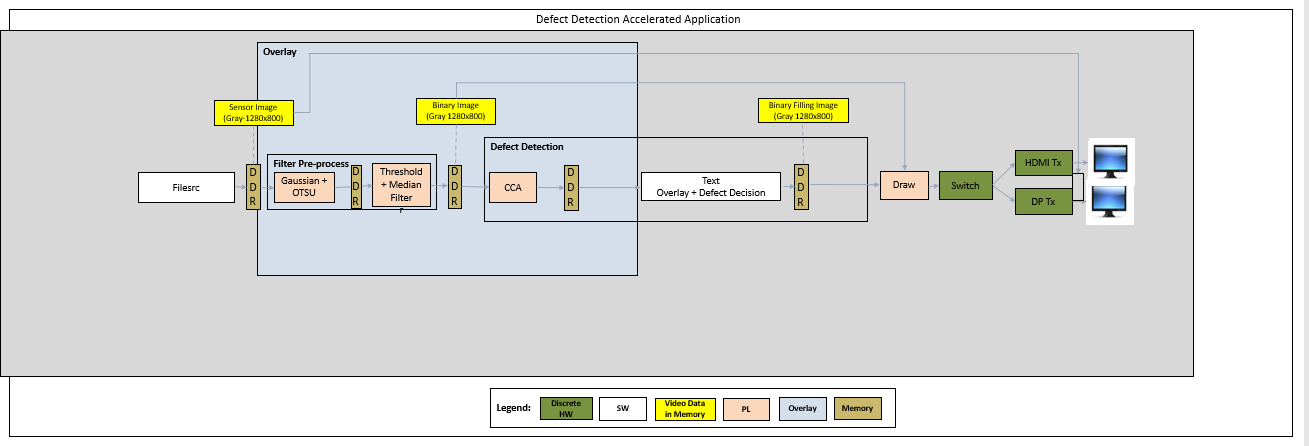 Defect Detection Accelerated Application
Overlay
Sensor Image
(Gray-1280x800)
Binary Image
(Gray 1280x800)
Binary Filling Image
(Gray 1280x800)
Filesrc
D
D
R
Filter Pre-process
Gaussian +
OTSU
D
D
R
Threshold
+ Median
Filter
r
D
D
R
Defect Detection
CCA
D
D
R
Text
Overlay + Defect Decision
D
D
R
Draw
Switch
HDMI Tx
DP Tx
Legend:
Discrete
HW
SW
Video Data
in Memory
PL
Overlay
Memory